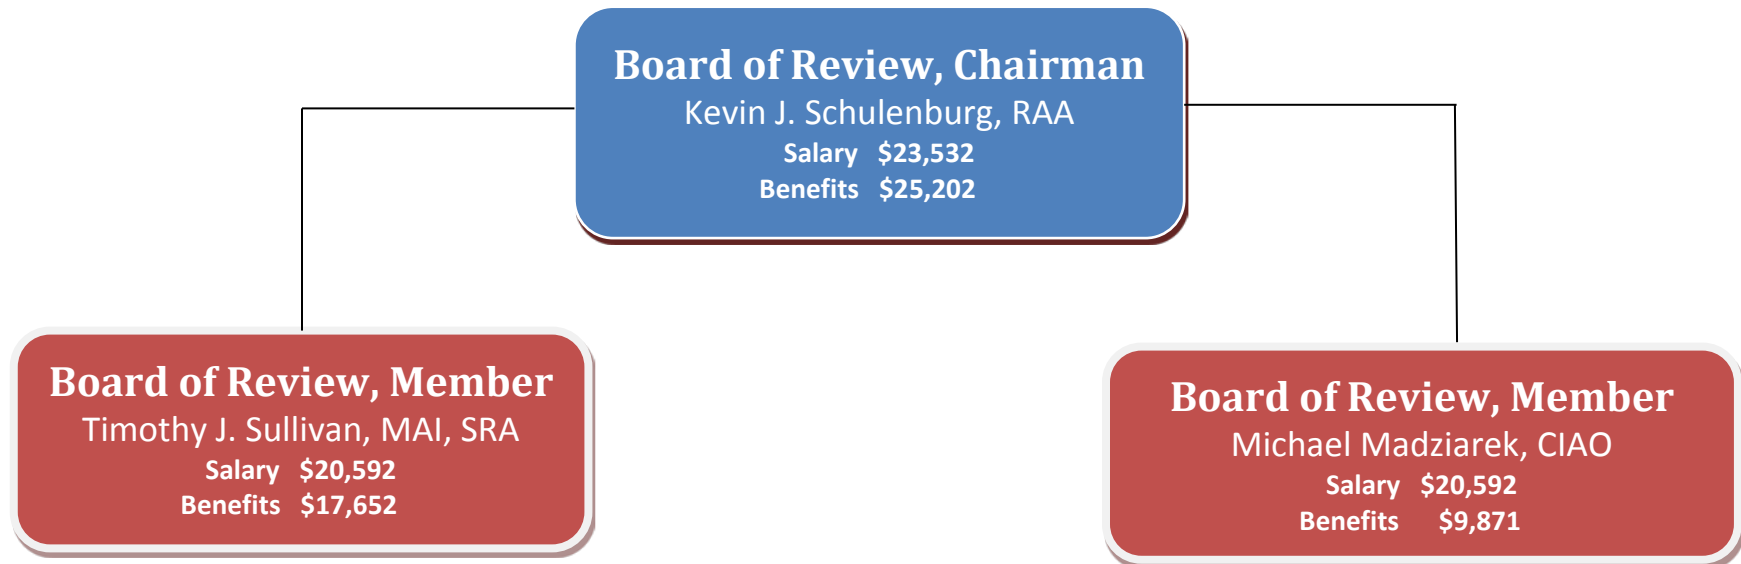 Board of Review, Chairman
Kevin J. Schulenburg, RAA
Salary $23,532
Benefits $25,202
Board of Review, Member
Timothy J. Sullivan, MAI, SRA
Salary $20,592
Benefits $17,652
Board of Review, Member
Michael Madziarek, CIAO
Salary $20,592
Benefits $9,871